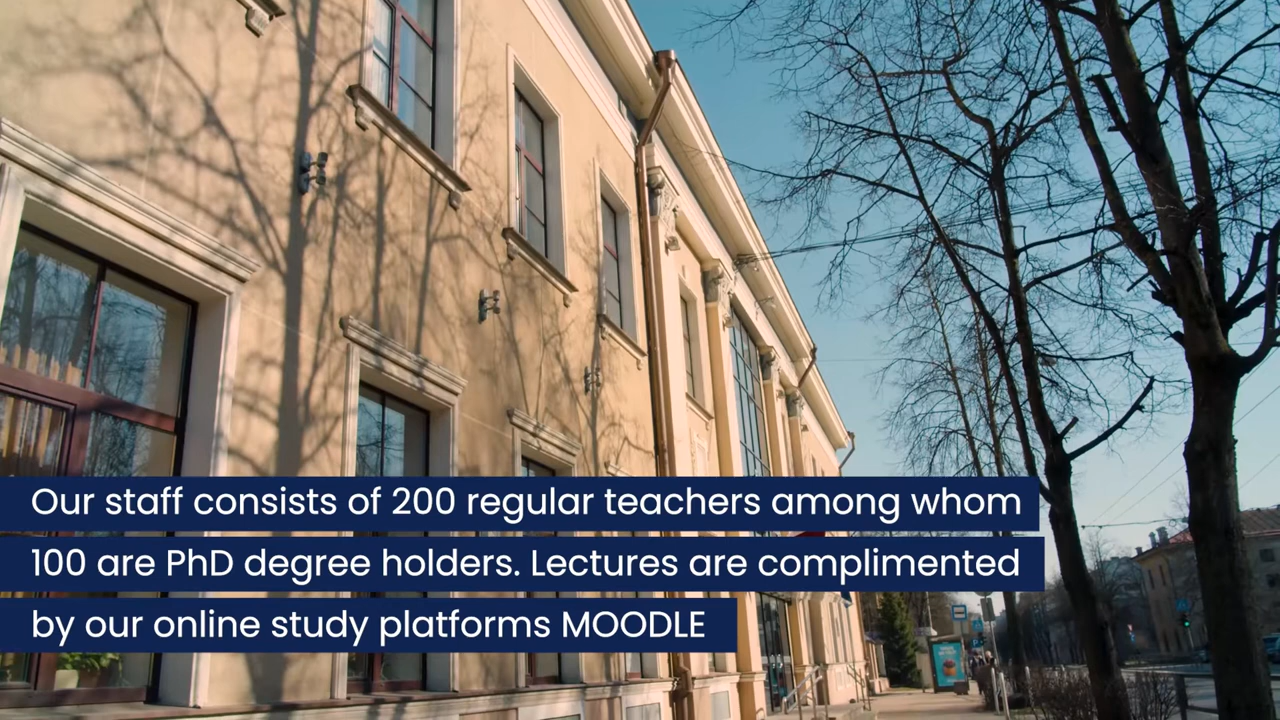 Our staff consists of 200 regular teachers among whom
100 are PhD degree holders. Lectures are complimented
by our online study platforms MOODLE